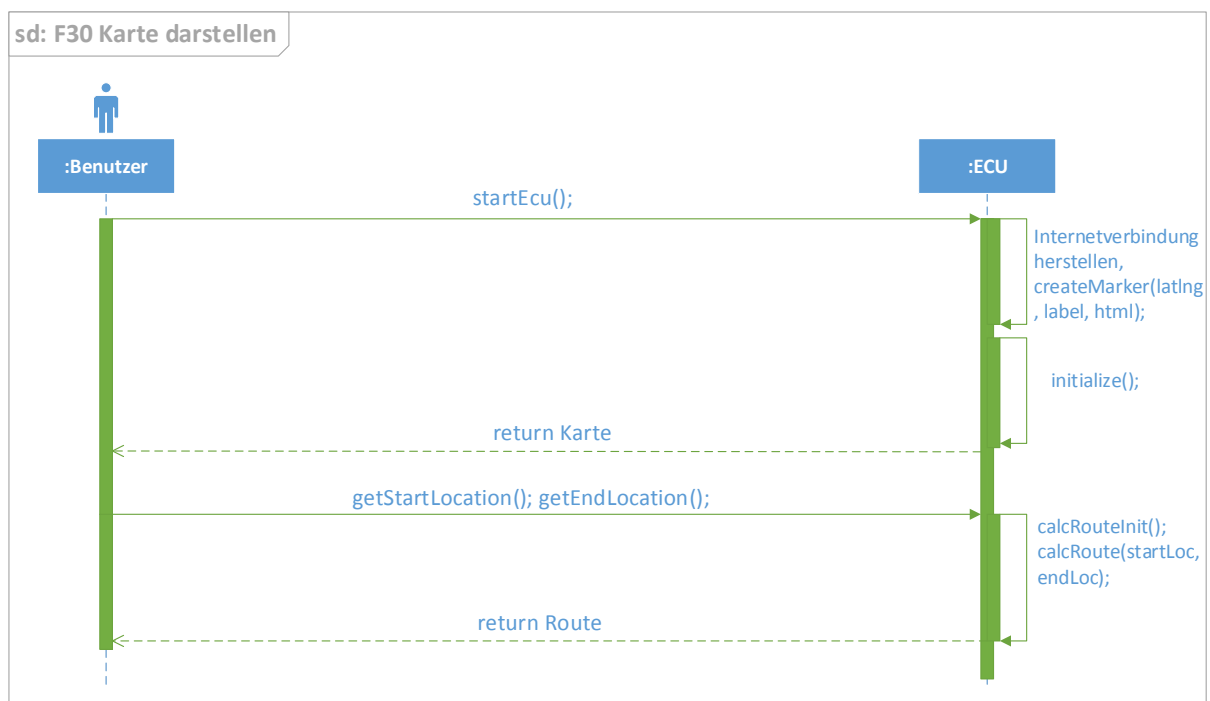 sd: F30 Karte darstellen
:Benutzer
:ECU
startEcu();
Internetverbindung
herstellen,
createMarker(latlng
, label, html);
initialize();
return Karte
getStartLocation(); getEndLocation();
calcRouteInit();
calcRoute(startLoc,
endLoc);
return Route